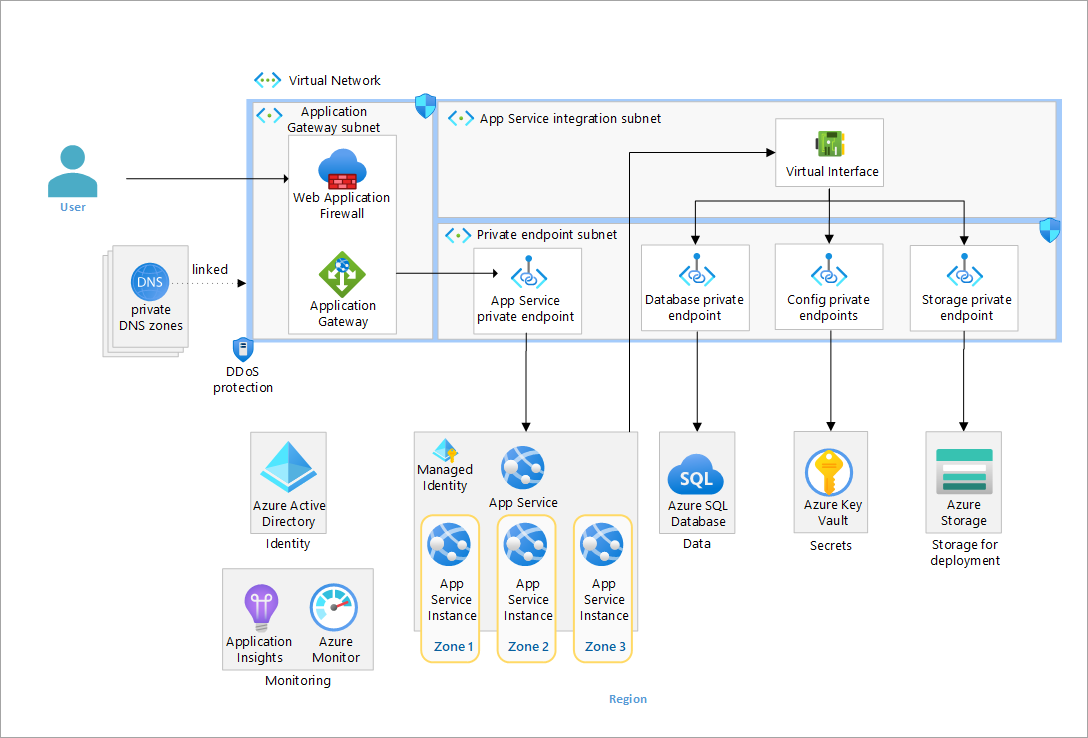 Virtual Network
Application
Gateway subnet
App Service integration subnet
Virtual Interface
User
Web Application
Firewall
Private endpoint subnet
DNS
private
DNS zones
linked
Application
Gateway
App Service
private endpoint
Database private
endpoint
Config private
endpoints
Storage private
endpoint
DDoS
protection
Azure Active
Directory
Identity
Managed
Identity
App Service
SQL
Azure SQL
Database
Data
Azure Key
Vault
Secrets
Azure
Storage
Storage for
deployment
App
Service
Instance
Zone 1
App
Service
Instance
Zone 2
App
Service
Instance
Zone 3
Application
Insights
Azure
Monitor
Monitoring
Region